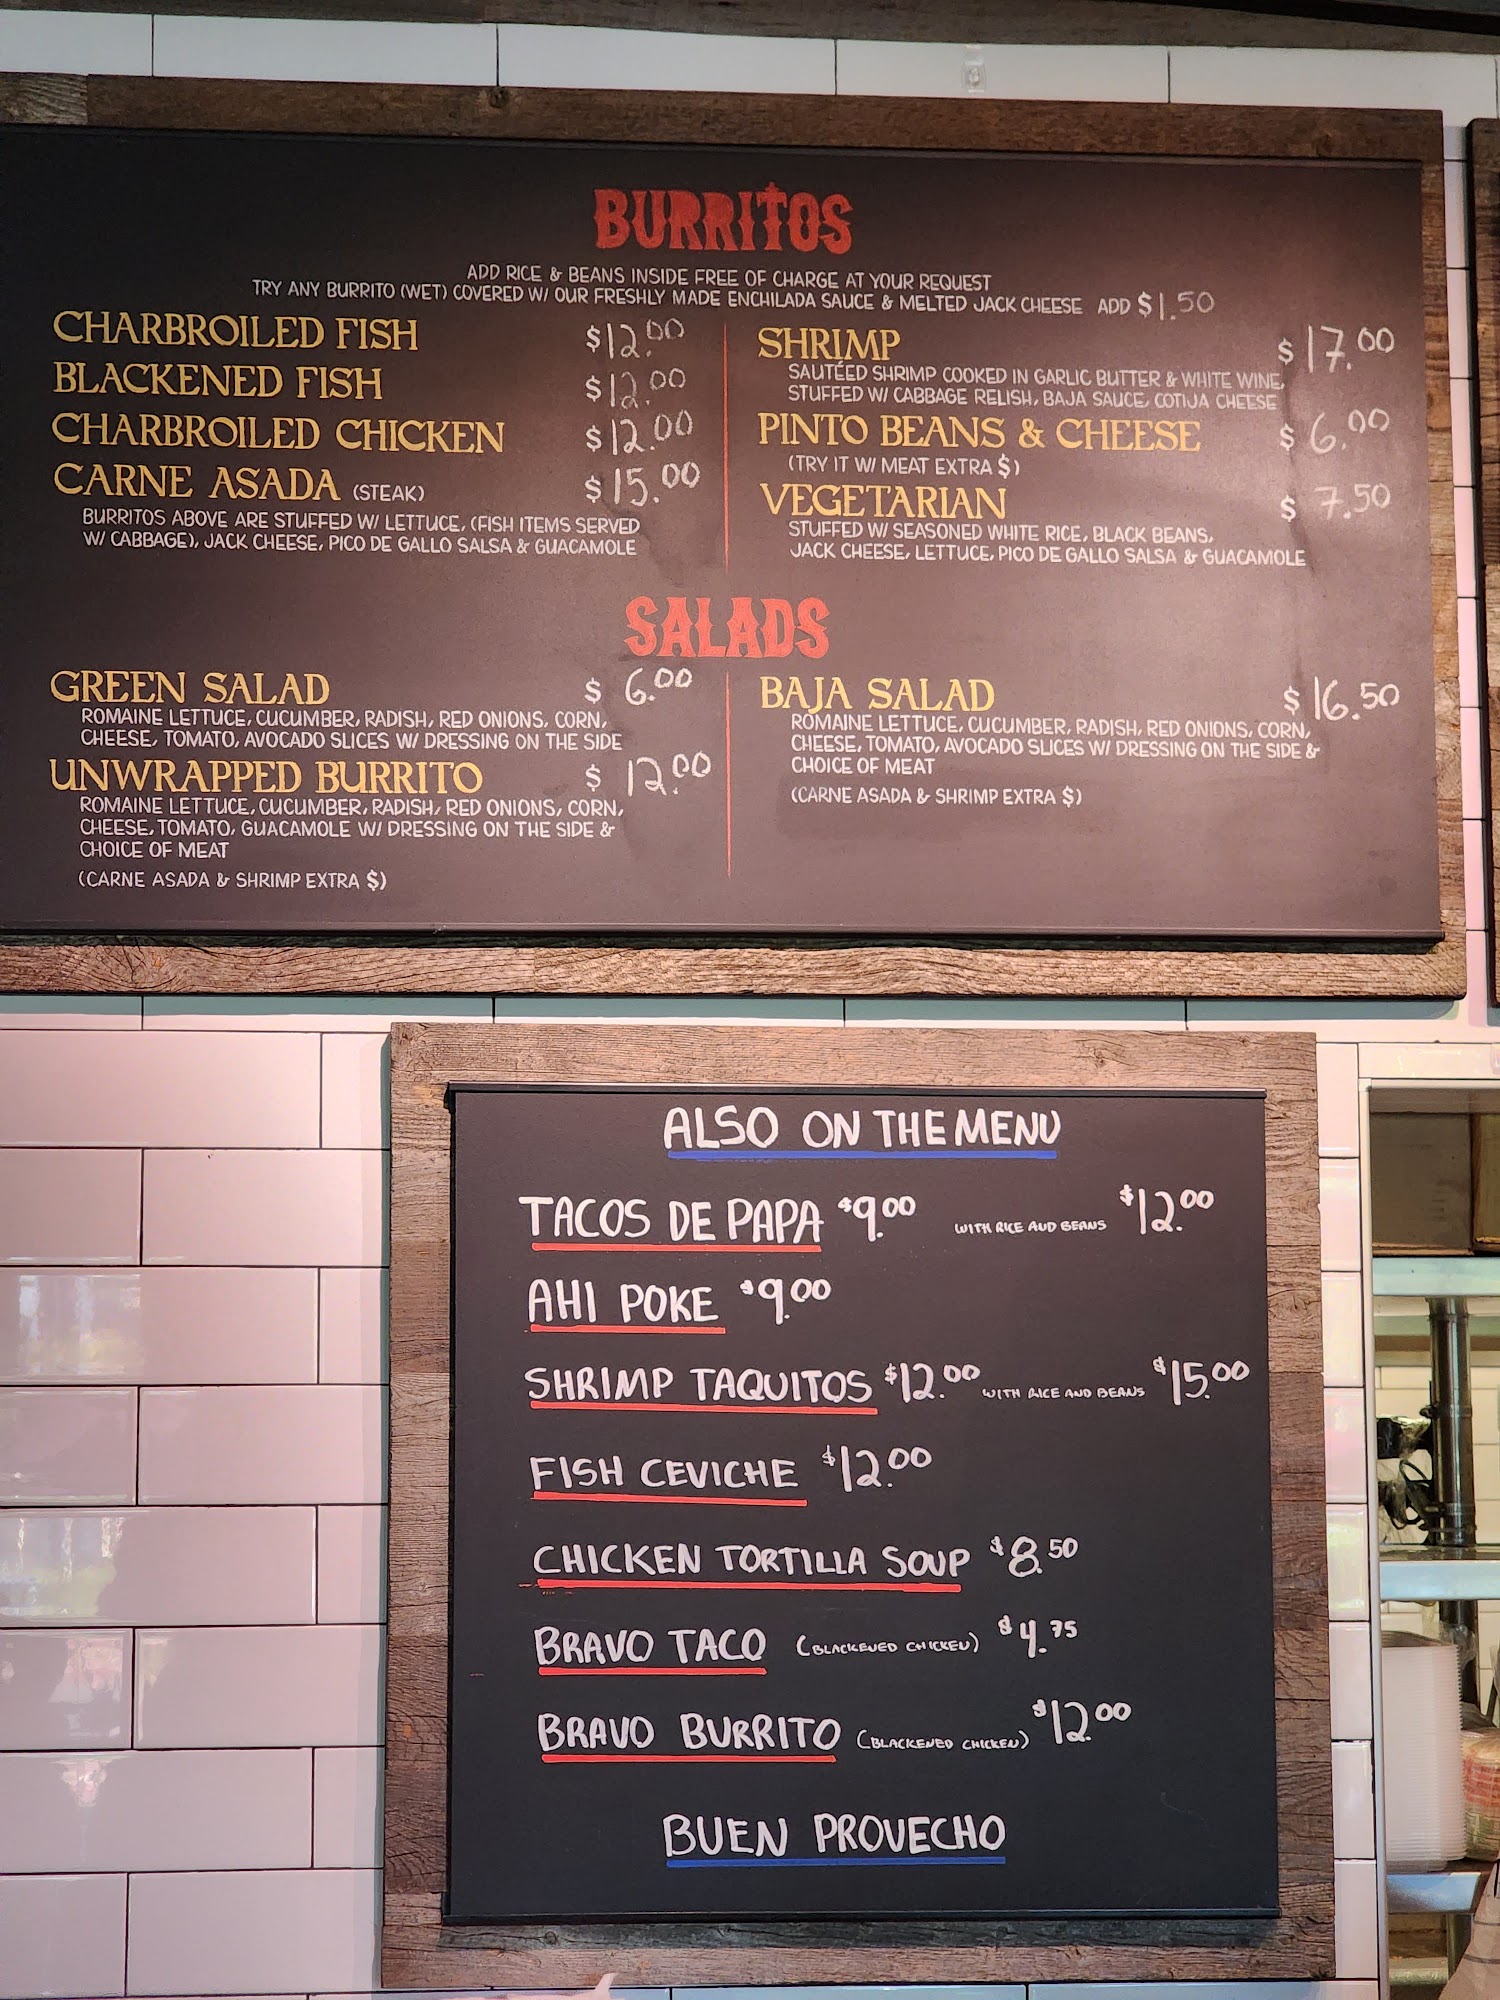 BURRITOS
ADD RICE & BEANS INSIDE FREE OF CHARGE AT YOUR REQUEST
TRY ANY BURRITO (WET) COVERED W/ OUR FRESHLY MADE ENCHILADA SAUCE & MELTED JACK CHEESE ADD $1.50
CHARBROILED FISH $12.00
BLACKENED FISH $12.00
CHARBROILED CHICKEN $12.00
CARNE ASADA (STEAK) $15.00
BURRITOS ABOVE ARE STUFFED W/ LETTUCE, (FISH ITEMS SERVED
W/ CABBAGE), JACK CHEESE, PICO DE GALLO SALSA & GUACAMOLE
SHRIMP $17.00
SAUTÉED SHRIMP COOKED IN GARLIC BUTTER & WHITE WINE,
STUFFED W/ CABBAGE RELISH, BAJA SAUCE, COTIJA CHEESE
PINTO BEANS & CHEESE $6.00
(TRY IT W/ MEAT EXTRA $)
VEGETARIAN $7.50
STUFFED W/ SEASONED WHITE RICE, BLACK BEANS,
JACK CHEESE, LETTUCE, PICO DE GALLO SALSA & GUACAMOLE
SALADS
GREEN SALAD $6.00
ROMAINE LETTUCE, CUCUMBER, RADISH, RED ONIONS, CORN,
CHEESE, TOMATO, AVOCADO SLICES W/ DRESSING ON THE SIDE
UNWRAPPED BURRITO $12.00
ROMAINE LETTUCE, CUCUMBER, RADISH, RED ONIONS, CORN,
CHEESE, TOMATO, GUACAMOLE W/ DRESSING ON THE SIDE &
CHOICE OF MEAT
(CARNE ASADA & SHRIMP EXTRA $)
BAJA SALAD $16.50
ROMAINE LETTUCE, CUCUMBER, RADISH, RED ONIONS, CORN,
CHEESE, TOMATO, AVOCADO SLICES W/ DRESSING ON THE SIDE &
CHOICE OF MEAT
(CARNE ASADA & SHRIMP EXTRA $)
ALSO ON THE MENU
TACOS DE PAPA $9.00 WITH RICE AND BEANS $12.00
AHI POKE $9.00
SHRIMP TAQUITOS $12.00 WITH RICE AND BEANS $15.00
FISH CEVICHE $12.00
CHICKEN TORTILLA SOUP $8.50
BRAVO TACO (BLACKENED CHICKEN) $4.75
BRAVO BURRITO (BLACKENED CHICKEN) $12.00
BUEN PROVECHO